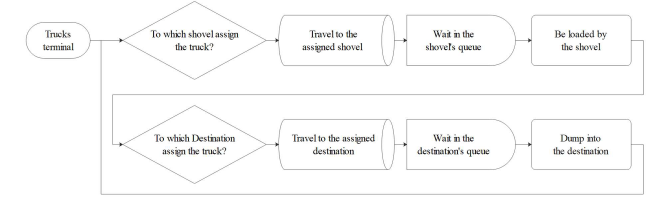 Trucks
terminal
To which shovel assign
the truck?
Travel to the
assigned shovel
Wait in the
shovel's queue
Be loaded by
the shovel
To which Destination
assign the truck?
Travel to the assigned
destination
Wait in the
destination's queue
Dump into
the destination